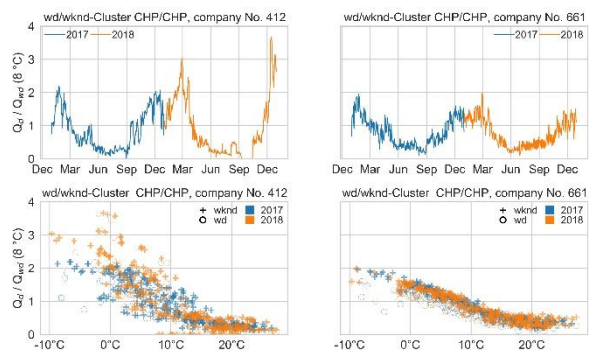 wd/wknd-Cluster CHP/CHP, company No. 412
wd/wknd-Cluster CHP/CHP, company No. 661
4
3
2
1
0
Qd / Qwd (8 °C)
2017 2018
2017 2018
Dec Mar Jun Sep Dec Mar Jun Sep Dec
Dec Mar Jun Sep Dec Mar Jun Sep Dec
wd/wknd-Cluster CHP/CHP, company No. 412
wd/wknd-Cluster CHP/CHP, company No. 661
4
3
2
1
0
Qd / Qwd (8 °C)
wknd 2017
wd 2018
wknd 2017
wd 2018
-10°C 0°C 10°C 20°C
-10°C 0°C 10°C 20°C